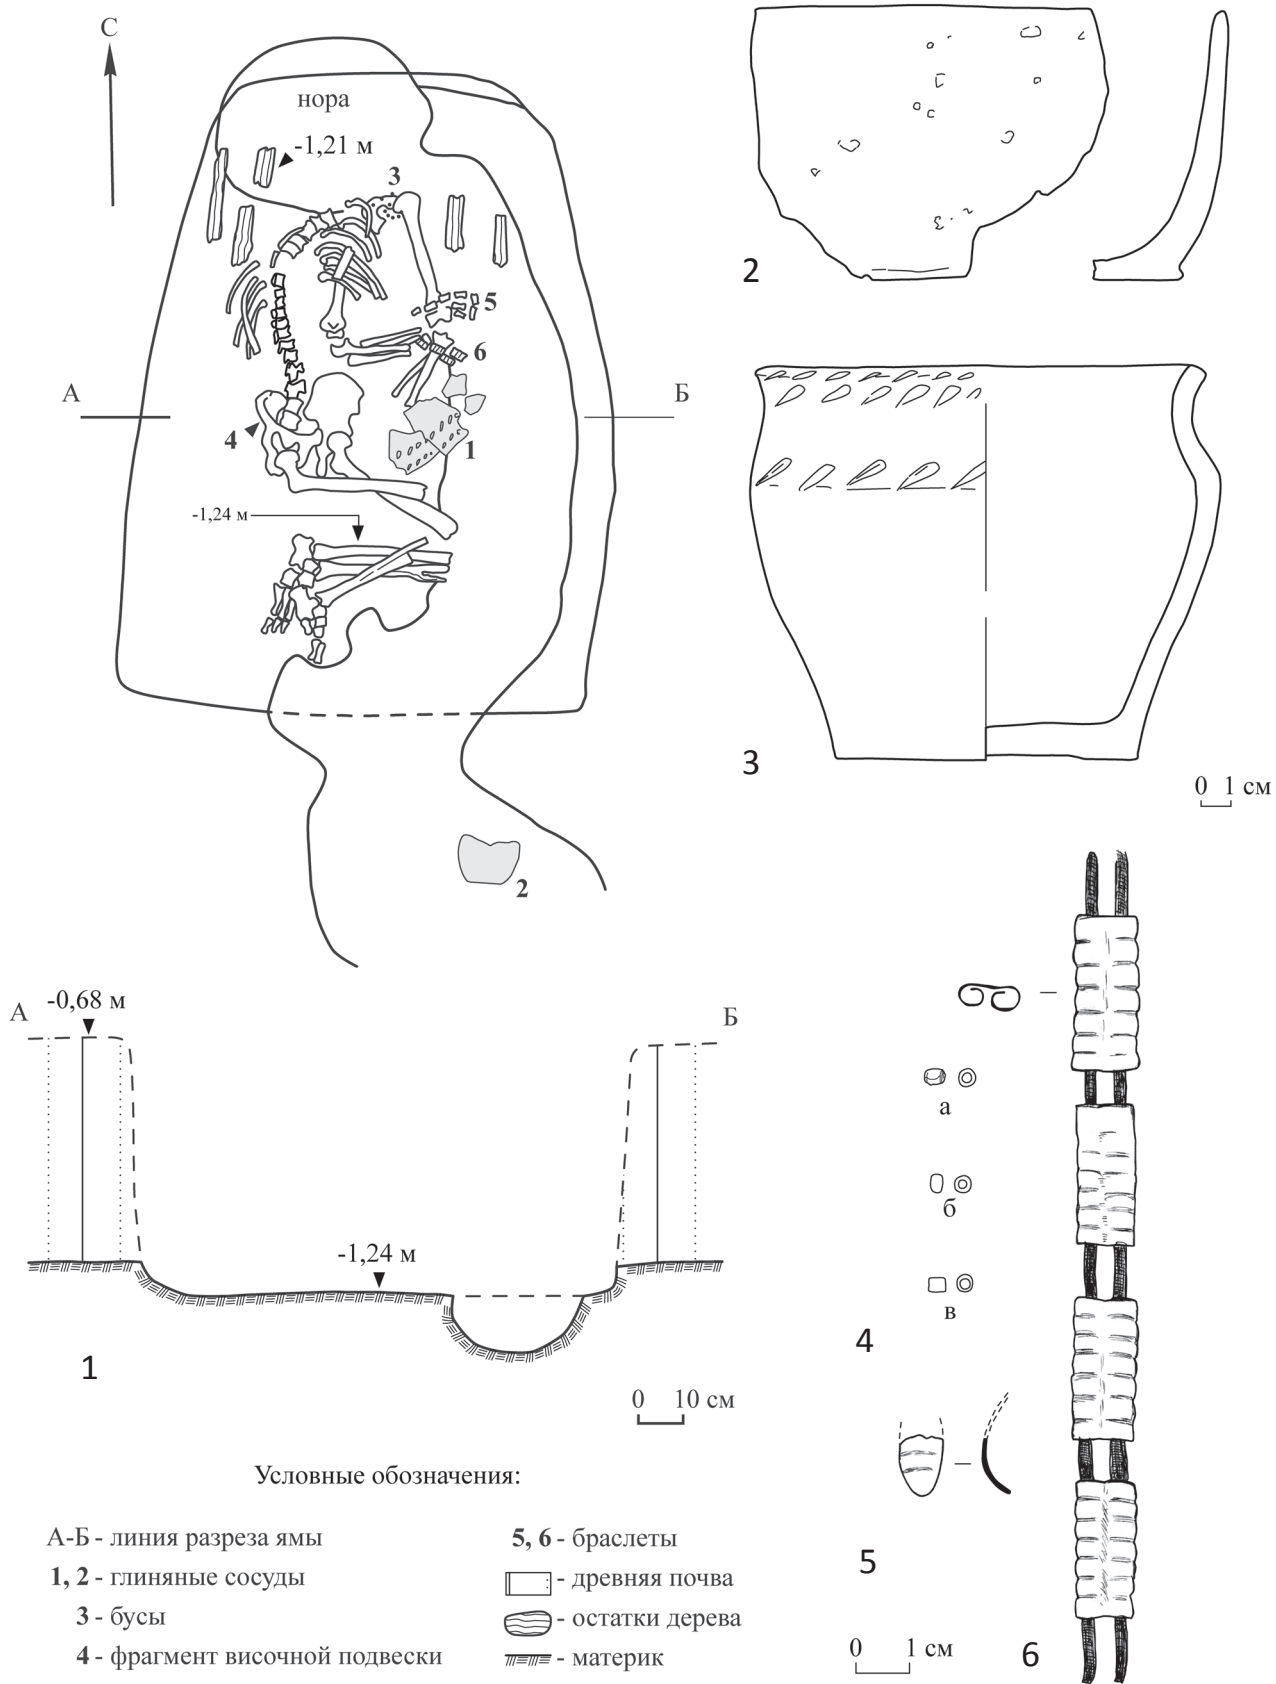 С
нора
-1,21 м
3
5
6
А
Б
4
1
-1,24 м
2
А
-0,68 м
Б
-1,24 м
1
0 10 см
2
3
0 1 см
а
б
в
4
5
0 1 см
6
Условные обозначения:
А-Б - линия разреза ямы
1, 2 - глиняные сосуды
3 - бусы
4 - фрагмент височной подвески
5, 6 - браслеты
- древняя почва
- остатки дерева
- материк